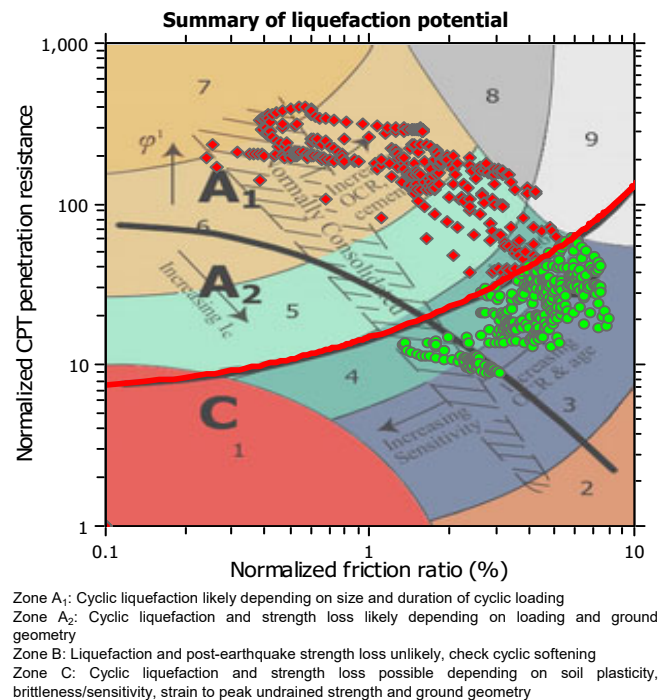 Summary of liquefaction potential
Normalized CPT penetration resistance
1,000
100
10
1
0.1
1
10
Normalized friction ratio (%)
7
8
9
φ'
A1
Normally Consolidated
Increasing
OCR,
6
A2
Increasing Ic
5
4
C
1
Increasing
OCR & age
3
Increasing
Sensitivity
2
Zone A1: Cyclic liquefaction likely depending on size and duration of cyclic loading
Zone A2: Cyclic liquefaction and strength loss likely depending on loading and ground
geometry
Zone B: Liquefaction and post-earthquake strength loss unlikely, check cyclic softening
Zone C: Cyclic liquefaction and strength loss possible depending on soil plasticity,
brittleness/sensitivity, strain to peak undrained strength and ground geometry